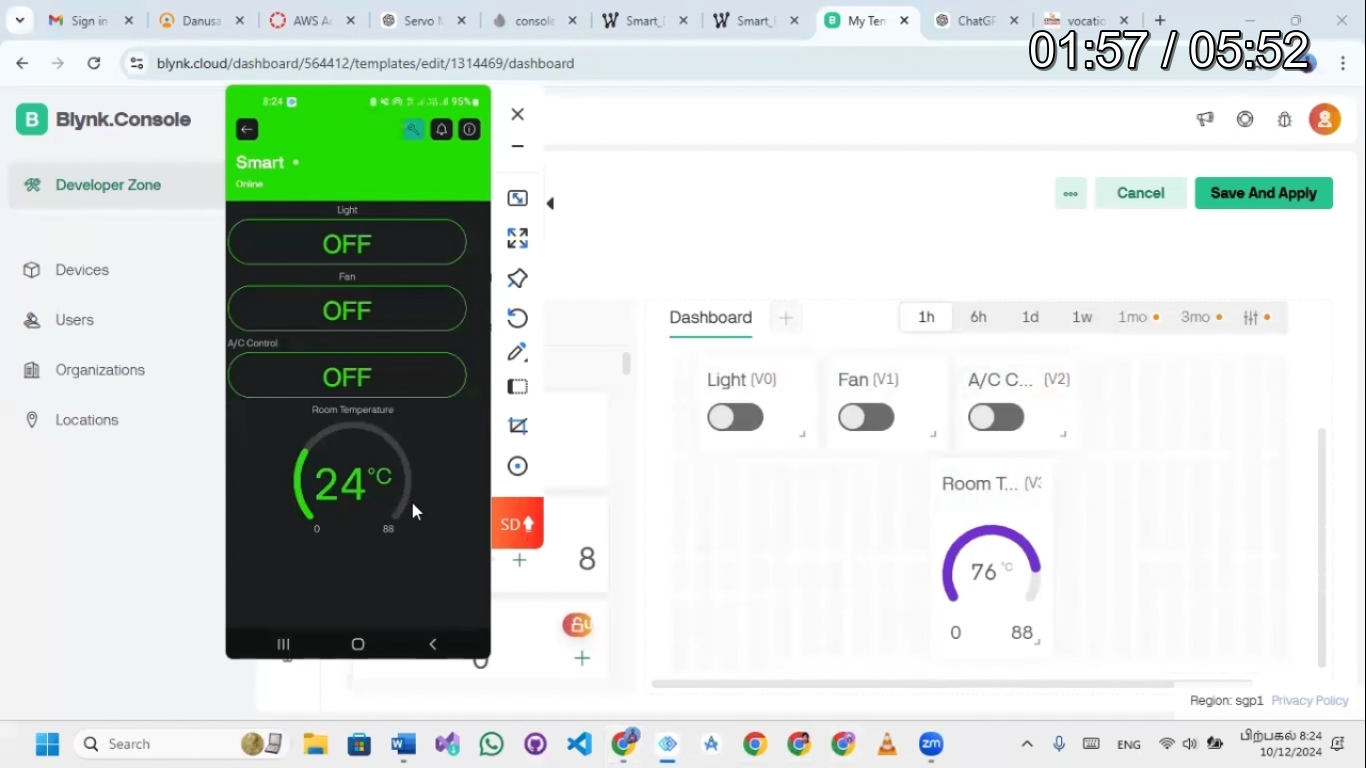 Sign in
Danusa
AWS A
Servo M
console
Smart_
Smart_
My Ten
ChatGP
vocatio
01:57 / 05:52
blynk.cloud/dashboard/564412/templates/edit/1314469/dashboard
B
Blynk.Console
Developer Zone
Devices
Users
Organizations
Locations
8:24
95%
Smart
Online
Light
OFF
Fan
OFF
A/C Control
OFF
Room Temperature
24°C
0
88
SD
8
Cancel
Save And Apply
Dashboard
1h
6h
1d
1w
1mo
3mo
Light (V0)
Fan (V1)
A/C C... (V2)
Room T... (V3
76 °C
0
88
Region: sgp1
Privacy Policy
Search
zm
ENG
பிற்பகல் 8:24
10/12/2024